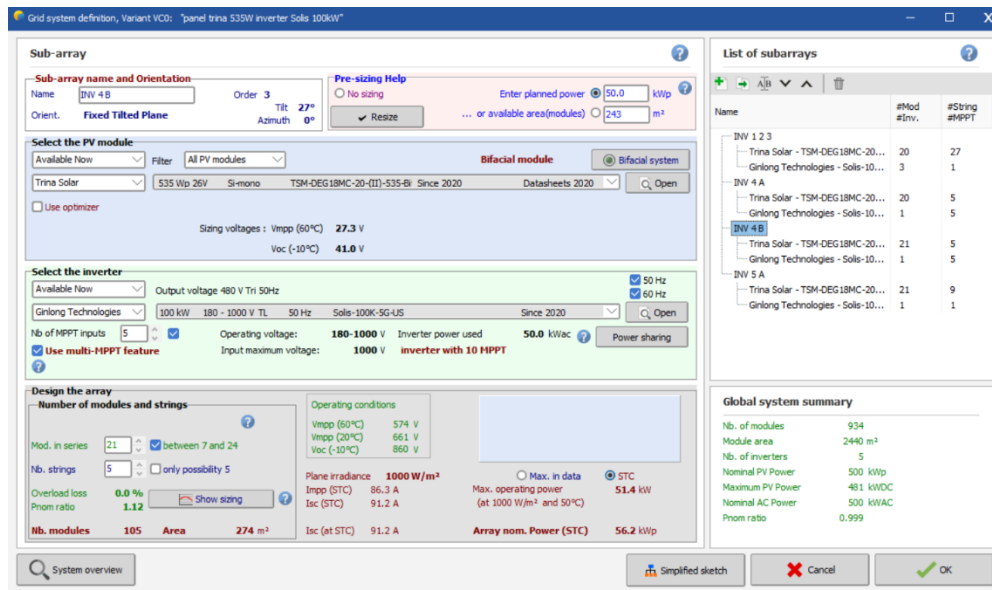 Grid system definition, Variant VC0: "panel trina 535W inverter Solis 100kW"
Sub-array
Sub-array name and Orientation
Name INV 4 B Order 3
Tilt 27°
Orient. Fixed Tilted Plane Azimuth 0°
Pre-sizing Help
No sizing Enter planned power 50.0 kWp
Resize ... or available area(modules) 243 m²
Select the PV module
Available Now Filter All PV modules Bifacial module Bifacial system
Trina Solar 535 Wp 26V Si-mono TSM-DEG18MC-20-(II)-535-Bi Since 2020 Datasheets 2020 Open
Use optimizer
Sizing voltages : Vmpp (60°C) 27.3 V
Voc (-10°C) 41.0 V
Select the inverter
Available Now Output voltage 480 V Tri 50Hz 50 Hz
60 Hz
Ginlong Technologies 100 kW 180 - 1000 V TL 50 Hz Solis-100K-5G-US Since 2020 Open
Nb of MPPT inputs 5 Operating voltage: 180-1000 V Inverter power used 50.0 kWac Power sharing
Use multi-MPPT feature Input maximum voltage: 1000 V inverter with 10 MPPT
Design the array
Number of modules and strings
Mod. in series 21 between 7 and 24
Nb. strings 5 only possibility 5
Overload loss 0.0 %
Pnom ratio 1.12 Show sizing
Nb. modules 105 Area 274 m²
Operating conditions
Vmpp (60°C) 574 V
Vmpp (20°C) 661 V
Voc (-10°C) 860 V
Plane irradiance 1000 W/m² Max. in data STC
Impp (STC) 86.3 A Max. operating power 51.4 kW
Isc (STC) 91.2 A (at 1000 W/m² and 50°C)
Isc (at STC) 91.2 A Array nom. Power (STC) 56.2 kWp
List of subarrays
Name #Mod #String
#Inv. #MPPT
INV 1 2 3
Trina Solar - TSM-DEG18MC-20... 20 27
Ginlong Technologies - Solis-10... 3 1
INV 4 A
Trina Solar - TSM-DEG18MC-20... 20 5
Ginlong Technologies - Solis-10... 1 5
INV 4 B
Trina Solar - TSM-DEG18MC-20... 21 5
Ginlong Technologies - Solis-10... 1 5
INV 5 A
Trina Solar - TSM-DEG18MC-20... 21 9
Ginlong Technologies - Solis-10... 1 1
Global system summary
Nb. of modules 934
Module area 2440 m²
Nb. of inverters 5
Nominal PV Power 500 kWp
Maximum PV Power 481 kWDC
Nominal AC Power 500 kWAC
Pnom ratio 0.999
System overview Simplified sketch Cancel OK